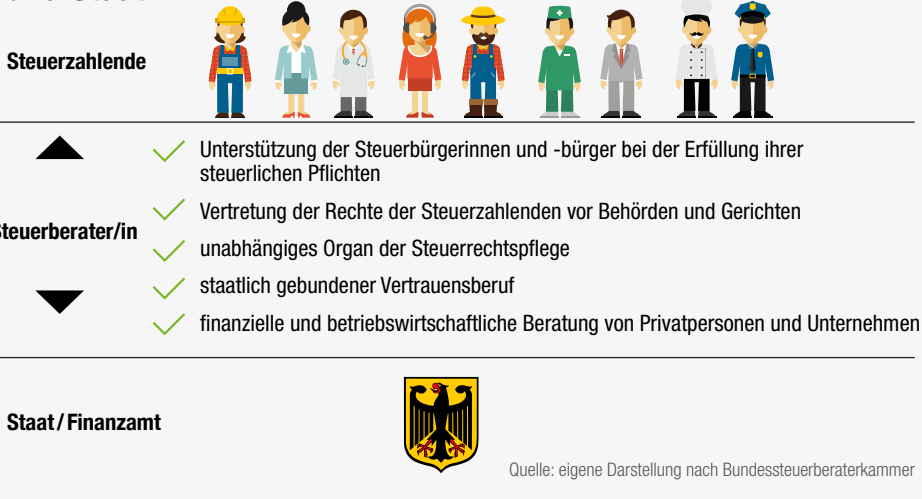 Steuerzahlende
Unterstützung der Steuerbürgerinnen und -bürger bei der Erfüllung ihrer
steuerlichen Pflichten
Vertretung der Rechte der Steuerzahlenden vor Behörden und Gerichten
Steuerberater/in
unabhängiges Organ der Steuerrechtspflege
staatlich gebundener Vertrauensberuf
finanzielle und betriebswirtschaftliche Beratung von Privatpersonen und Unternehmen
Staat/Finanzamt
Quelle: eigene Darstellung nach Bundessteuerberaterkammer